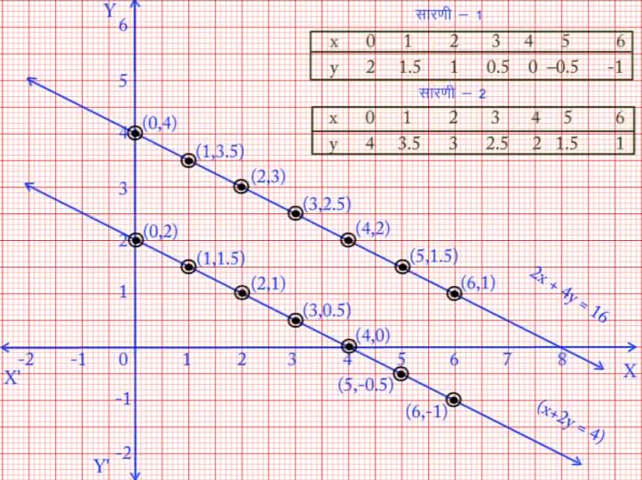 सारणी – 1
x 0 1 2 3 4 5 6
y 2 1.5 1 0.5 0 –0.5 -1
सारणी – 2
x 0 1 2 3 4 5 6
y 4 3.5 3 2.5 2 1.5 1
Y
6
5
4 (0,4)
(1,3.5)
3 (2,3)
(3,2.5)
2 (0,2) (4,2)
(1,1.5) (5,1.5)
1 (2,1) (6,1)
2x + 4y = 16
(3,0.5)
(4,0)
-2 -1 0 1 2 3 4 5 6 7 8
X' X
(5,-0.5)
-1 (6,-1)
(x+2y = 4)
-2
Y'